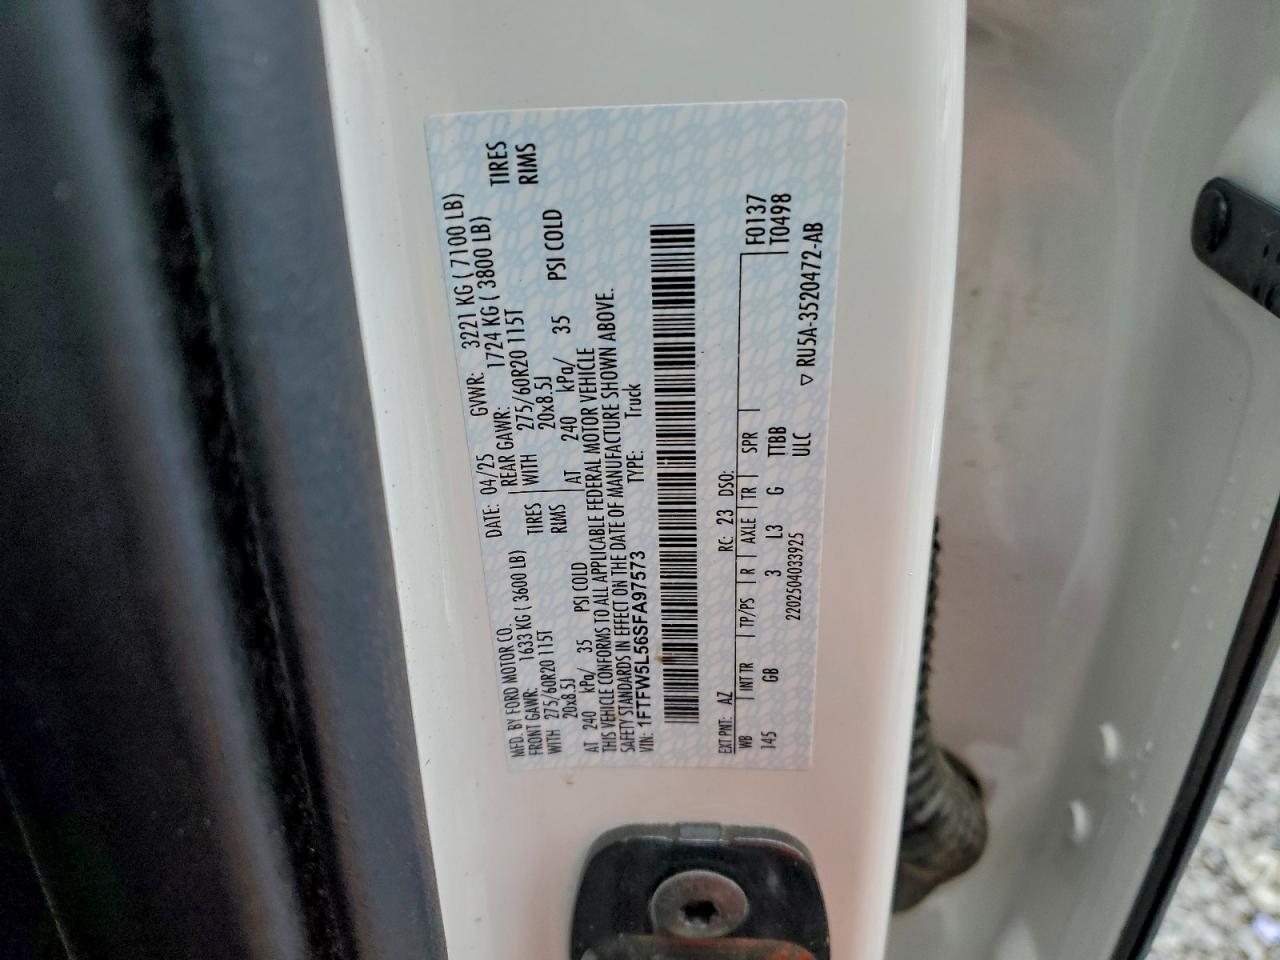 MFD. BY FORD MOTOR CO.
DATE: 04/25 GVWR: 3221 KG ( 7100 LB)
FRONT GAWR: 1633 KG ( 3600 LB) REAR GAWR: 1724 KG ( 3800 LB)
WITH 275/60R20 115T TIRES WITH 275/60R20 115T TIRES
20x8.5J RIMS 20x8.5J RIMS
AT 240 kPa/ 35 PSI COLD AT 240 kPa/ 35 PSI COLD
THIS VEHICLE CONFORMS TO ALL APPLICABLE FEDERAL MOTOR VEHICLE
SAFETY STANDARDS IN EFFECT ON THE DATE OF MANUFACTURE SHOWN ABOVE.
VIN: 1FTFW5L56SFA97573 TYPE: Truck
EXT PNT: AZ RC: 23 DSO:
WB INT TR TP/PS R AXLE TR SPR F0137
145 GB 3 L3 G TTBB T0498
2202504033925 ULC ▽ RU5A-3520472-AB